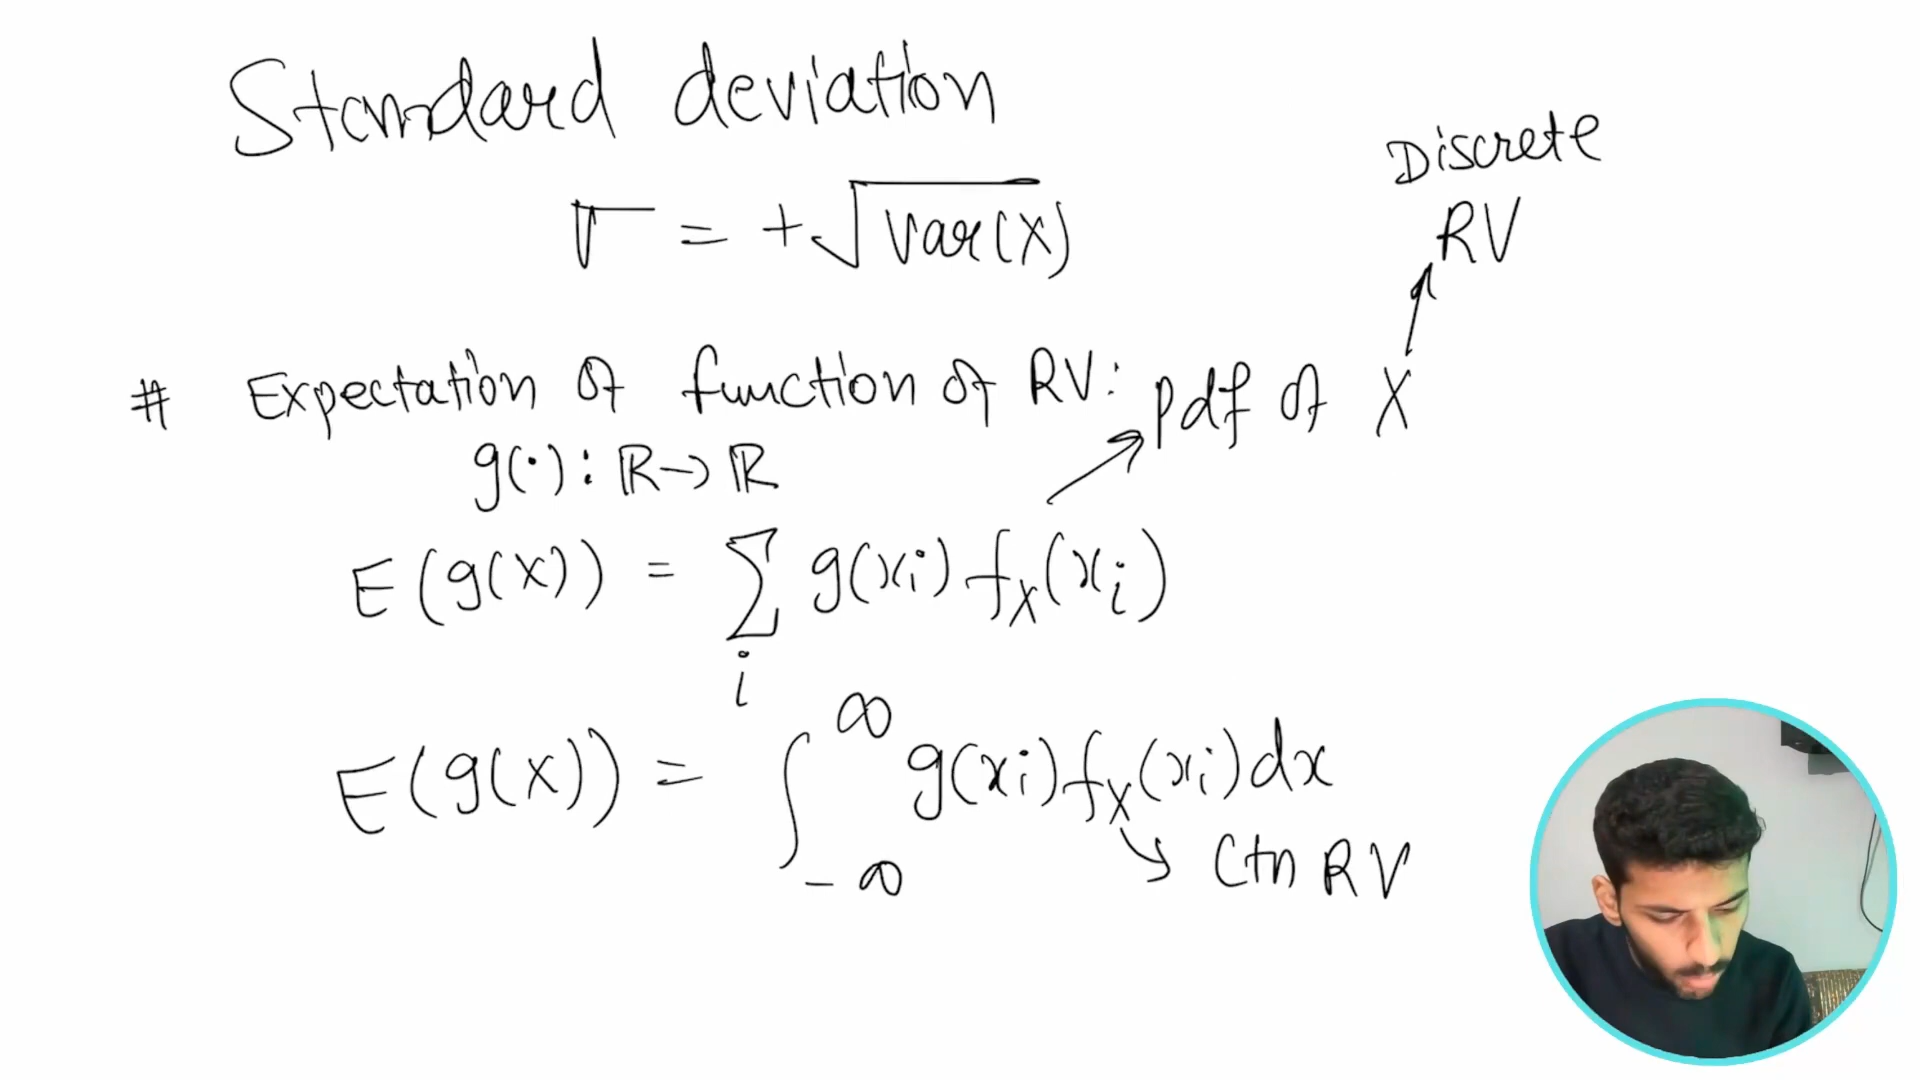 Standard deviation
σ = +√var(X)
Discrete
RV
# Expectation of function of RV:
pdf of X
g(·): ℝ→ℝ
E(g(X)) = ∑ g(xi) fX(xi)
i
E(g(X)) = ∫_{-∞}^{∞} g(xi) fX(xi) dx
Ctn RV